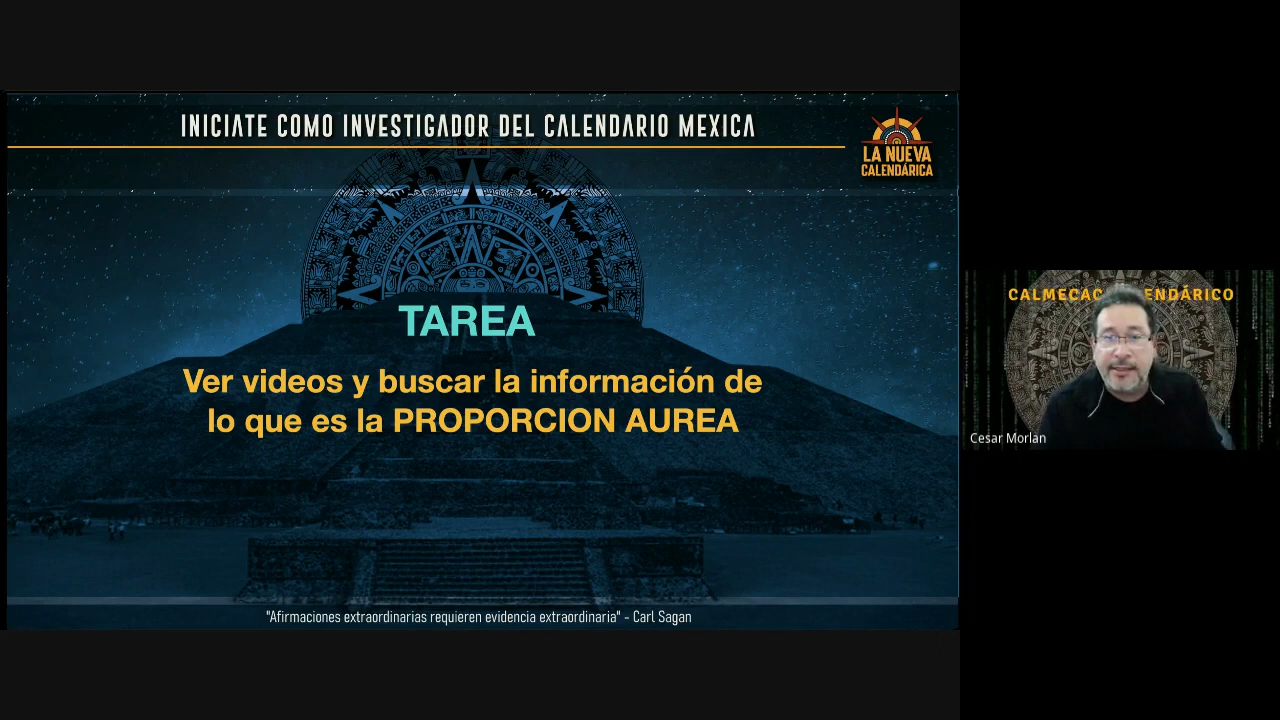 INICIATE COMO INVESTIGADOR DEL CALENDARIO MEXICA
LA NUEVA
CALENDÁRICA
TAREA
Ver videos y buscar la información de
lo que es la PROPORCION AUREA
"Afirmaciones extraordinarias requieren evidencia extraordinaria" - Carl Sagan
CALMECAC ENDÁRICO
Cesar Morlan